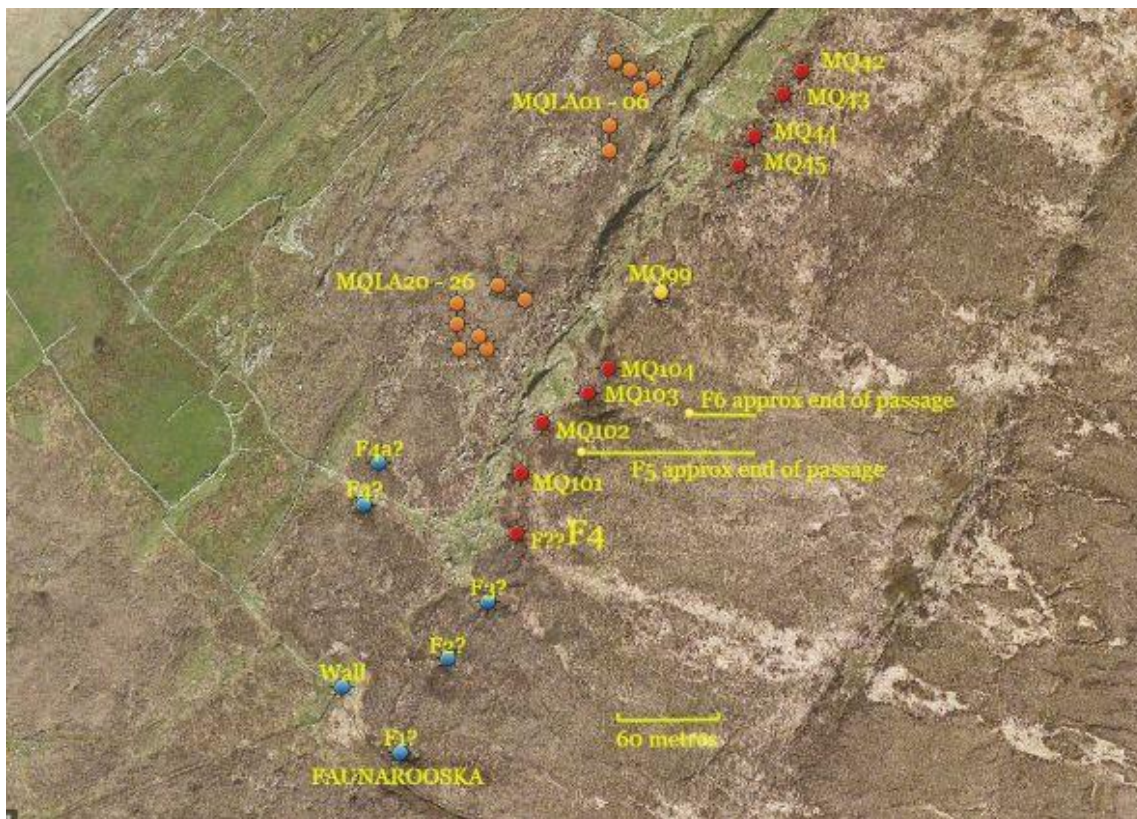 MQ42
MQLA01 - 06
MQ43
MQ44
MQ45
MQ99
MQLA20 - 26
MQ104
MQ103
F6 approx end of passage
MQ102
F4a?
F5 approx end of passage
MQ101
F4?
F?? F4
F3?
F2?
Wall
60 metres
F1?
FAUNAROOSKA